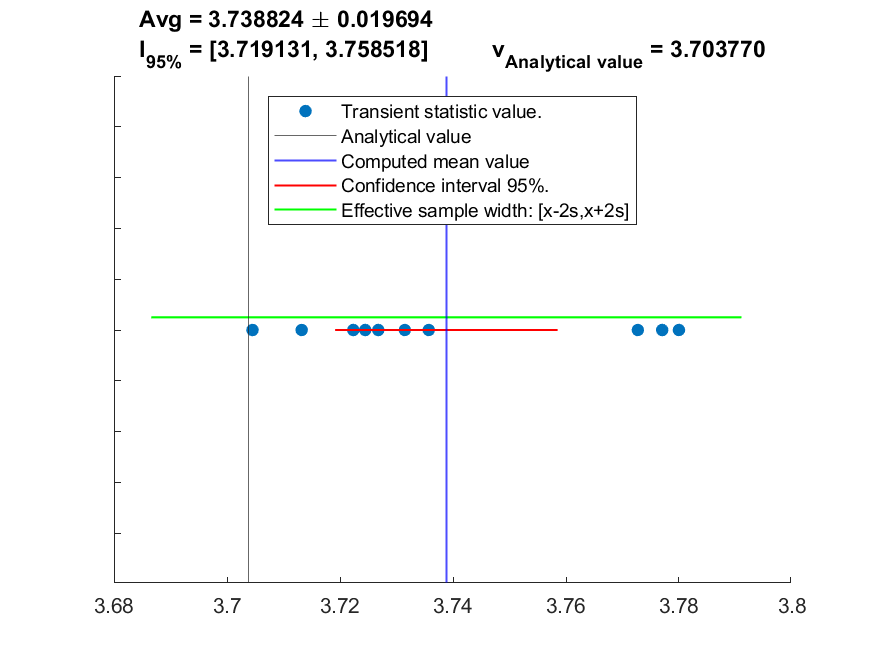 Avg = 3.738824 ± 0.019694
I95% = [3.719131, 3.758518] vAnalytical value = 3.703770
Transient statistic value.
Analytical value
Computed mean value
Confidence interval 95%.
Effective sample width: [x-2s,x+2s]
3.68 3.7 3.72 3.74 3.76 3.78 3.8